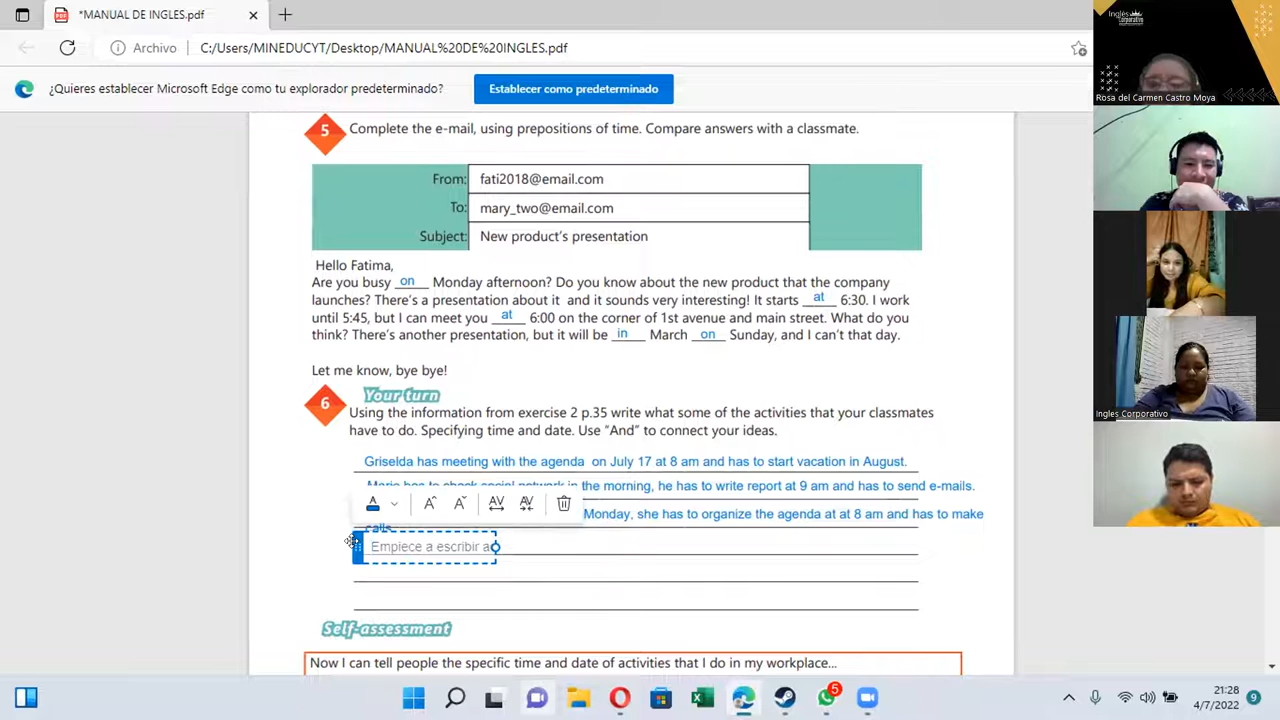 *MANUAL DE INGLES.pdf
Archivo
C:/Users/MINEDUCYT/Desktop/MANUAL%20DE%20INGLES.pdf
¿Quieres establecer Microsoft Edge como tu explorador predeterminado?
Establecer como predeterminado
5
Complete the e-mail, using prepositions of time. Compare answers with a classmate.
From: fati2018@email.com
To: mary_two@email.com
Subject: New product's presentation
Hello Fatima,
Are you busy on Monday afternoon? Do you know about the new product that the company
launches? There's a presentation about it and it sounds very interesting! It starts at 6:30. I work
until 5:45, but I can meet you at 6:00 on the corner of 1st avenue and main street. What do you
think? There's another presentation, but it will be in March on Sunday, and I can't that day.
Let me know, bye bye!
6
Your turn
Using the information from exercise 2 p.35 write what some of the activities that your classmates
have to do. Specifying time and date. Use "And" to connect your ideas.
Griselda has meeting with the agenda on July 17 at 8 am and has to start vacation in August.
in the morning, he has to write report at 9 am and has to send e-mails.
Monday, she has to organize the agenda at at 8 am and has to make
calls
Empiece a escribir a
Self-assessment
Now I can tell people the specific time and date of activities that I do in my workplace...
Inglés
Corporativo
Rosa del Carmen Castro Moya
Ingles Corporativo
5
21:28
4/7/2022
9